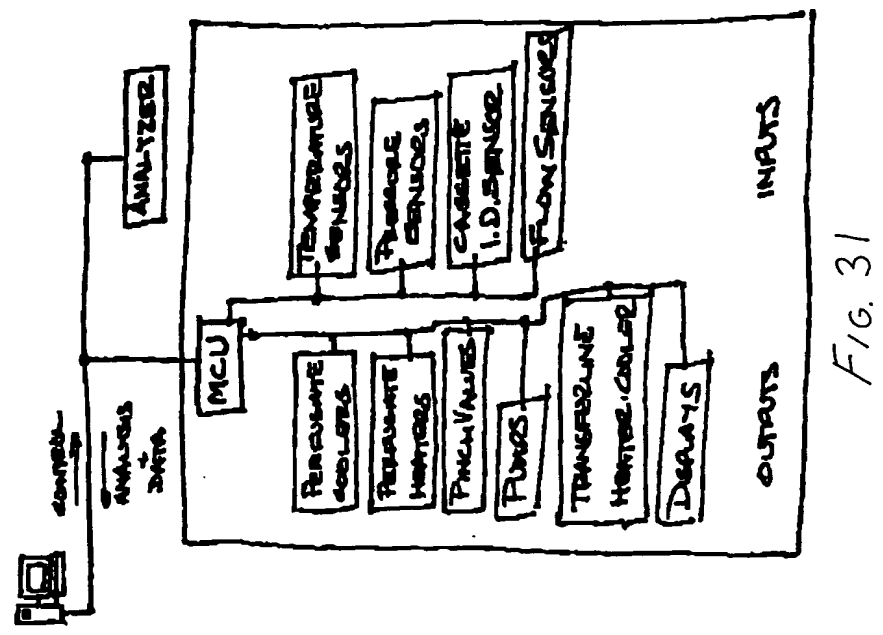 CONTROL
ANALYSIS
+
DATA
ANALYZER
MCU
PERFUSATE
COOLERS
PERFUSATE
HEATERS
PINCH VALVES
PUMPS
TRANSFER LINE
HEATER·COOLER
DISPLAYS
OUTPUTS
TEMPERATURE
SENSORS
PRESSURE
SENSORS
CASSETTE
I.D. SENSOR
FLOW SENSORS
INPUTS
FIG. 31